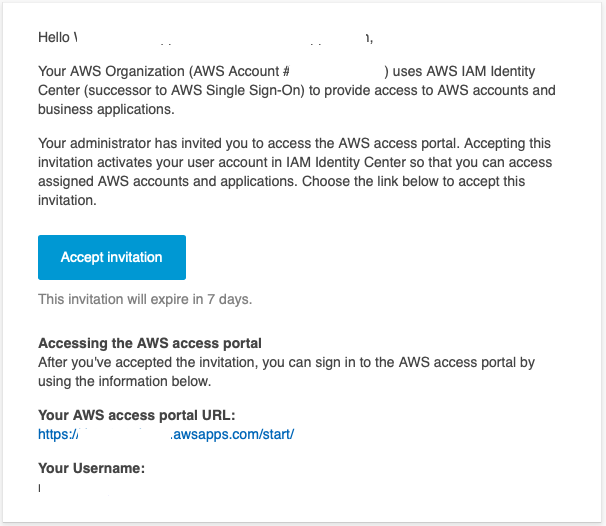 Hello
Your AWS Organization (AWS Account # ) uses AWS IAM Identity
Center (successor to AWS Single Sign-On) to provide access to AWS accounts and
business applications.
Your administrator has invited you to access the AWS access portal. Accepting this
invitation activates your user account in IAM Identity Center so that you can access
assigned AWS accounts and applications. Choose the link below to accept this
invitation.
Accept invitation
This invitation will expire in 7 days.
Accessing the AWS access portal
After you've accepted the invitation, you can sign in to the AWS access portal by
using the information below.
Your AWS access portal URL:
https:// .awsapps.com/start/
Your Username: